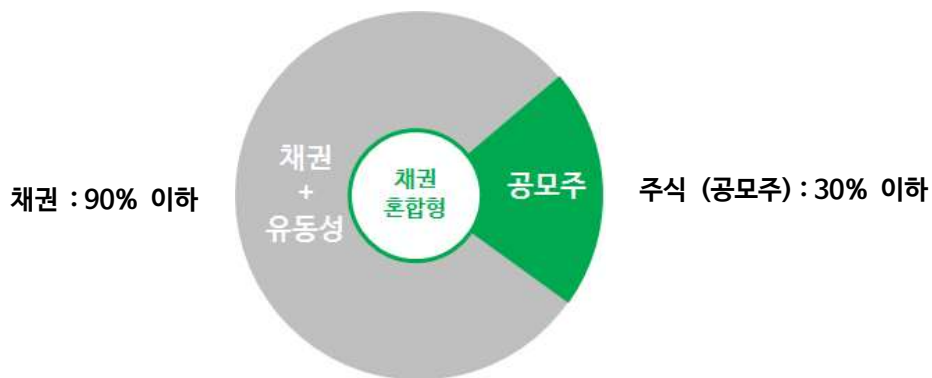 채권 : 90% 이하
채권
+
유동성
채권
혼합형
공모주
주식 (공모주) : 30% 이하